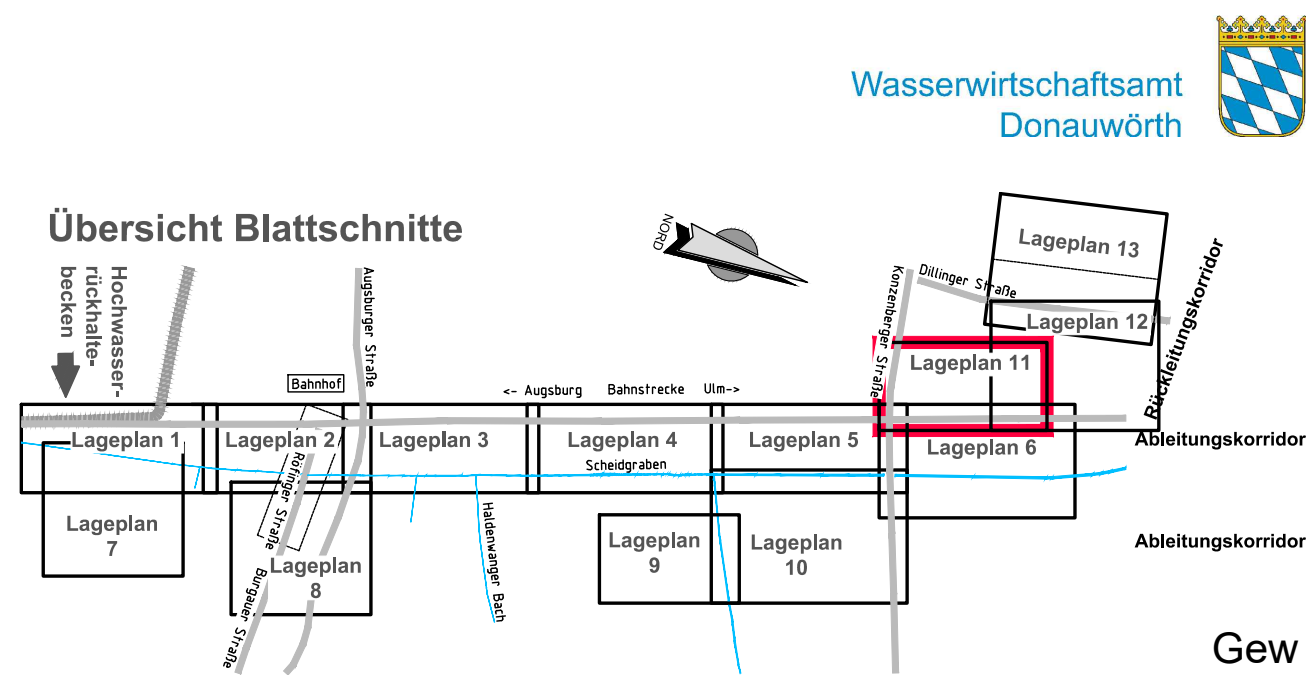 Wasserwirtschaftsamt
Donauwörth
Übersicht Blattschnitte
NORD
Hochwasser-
rückhalte-
becken
Augsburger Straße
Bahnhof
<- Augsburg Bahnstrecke Ulm->
Konzenberger Straße
Dillinger Straße
Lageplan 13
Lageplan 12
Lageplan 11
Rückleitungskorridor
Lageplan 1
Lageplan 2
Lageplan 3
Lageplan 4
Lageplan 5
Lageplan 6
Ableitungskorridor
Scheidgraben
Röfinger Straße
Haldenwanger Bach
Lageplan
7
Lageplan
8
Lageplan
9
Lageplan
10
Ableitungskorridor
Burgauer Straße
Gew